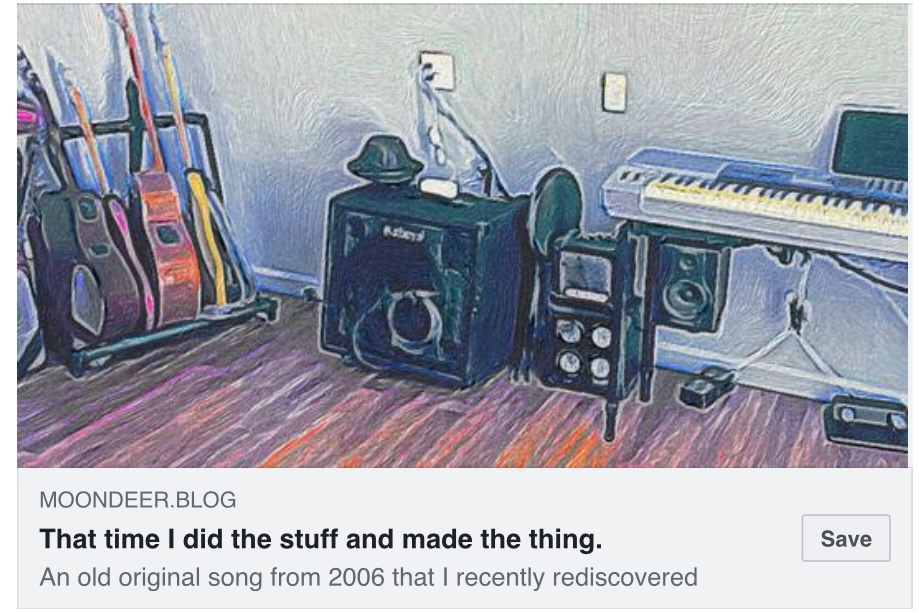 Roland
MOONDEER.BLOG
That time I did the stuff and made the thing.
Save
An old original song from 2006 that I recently rediscovered